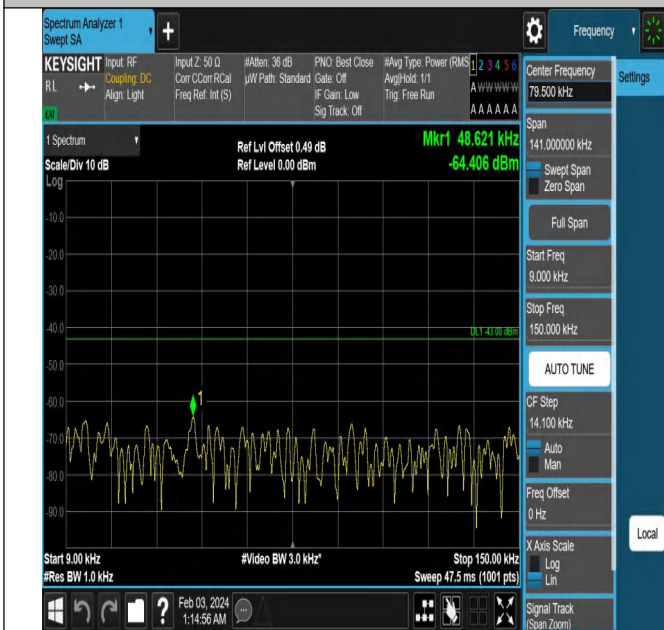 Spectrum Analyzer 1
Swept SA
Frequency
KEYSIGHT
RL
LXI
Input: RF
Coupling: DC
Align: Light
Input Z: 50 Ω
Corr CCorr RCal
Freq Ref: Int (S)
#Atten: 36 dB
µW Path: Standard
PNO: Best Close
Gate: Off
IF Gain: Low
Sig Track: Off
#Avg Type: Power (RMS
Avg|Hold: 1/1
Trig: Free Run
1 2 3 4 5 6
A W W W W W
A A A A A A
1 Spectrum
Scale/Div 10 dB
Log
Ref Lvl Offset 0.49 dB
Ref Level 0.00 dBm
Mkr1 48.621 kHz
-64.406 dBm
-10.0
-20.0
-30.0
-40.0
DL1 -43.00 dBm
-50.0
-60.0
1
-70.0
-80.0
-90.0
Start 9.00 kHz
#Res BW 1.0 kHz
#Video BW 3.0 kHz*
Stop 150.00 kHz
Sweep 47.5 ms (1001 pts)
Feb 03, 2024
1:14:56 AM
Center Frequency
79.500 kHz
Settings
Span
141.000000 kHz
Swept Span
Zero Span
Full Span
Start Freq
9.000 kHz
Stop Freq
150.000 kHz
AUTO TUNE
CF Step
14.100 kHz
Auto
Man
Freq Offset
0 Hz
Local
X Axis Scale
Log
Lin
Signal Track
(Span Zoom)